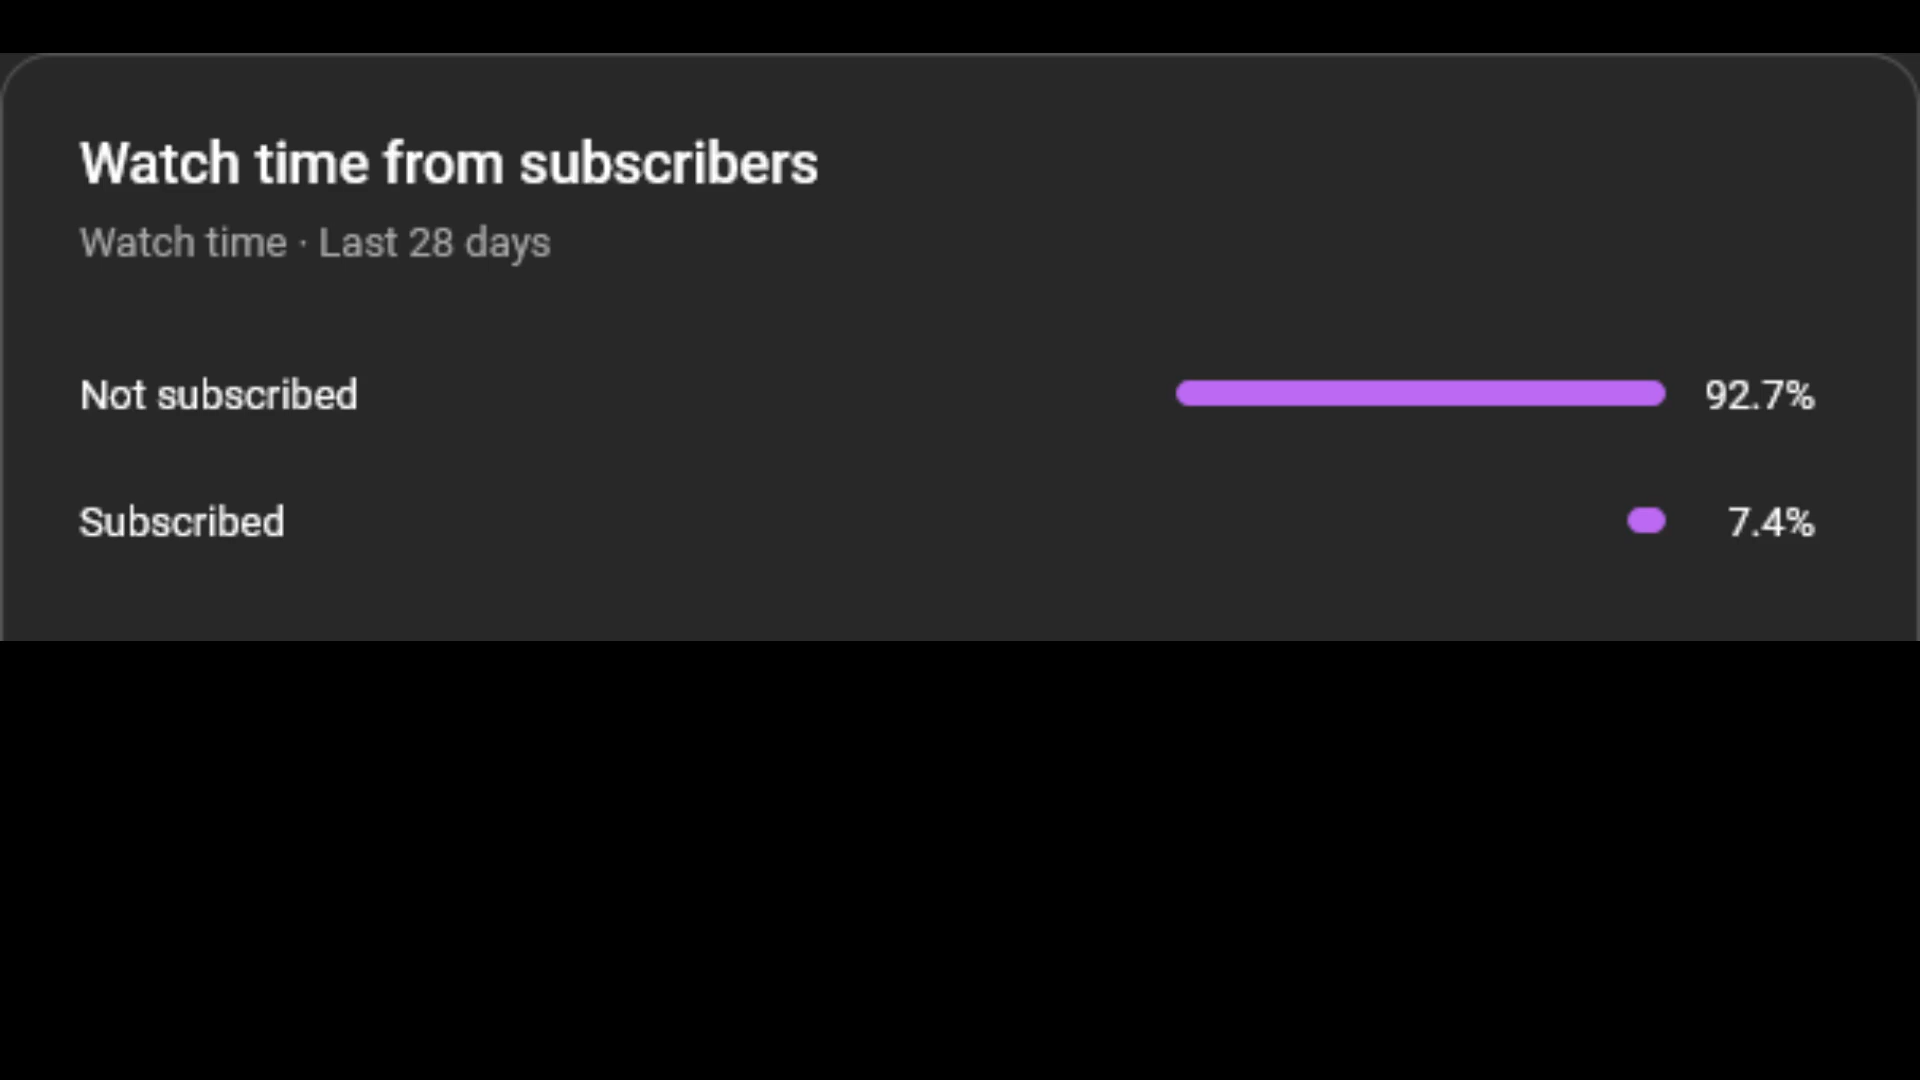 Watch time from subscribers
Watch time · Last 28 days
Not subscribed 92.7%
Subscribed 7.4%